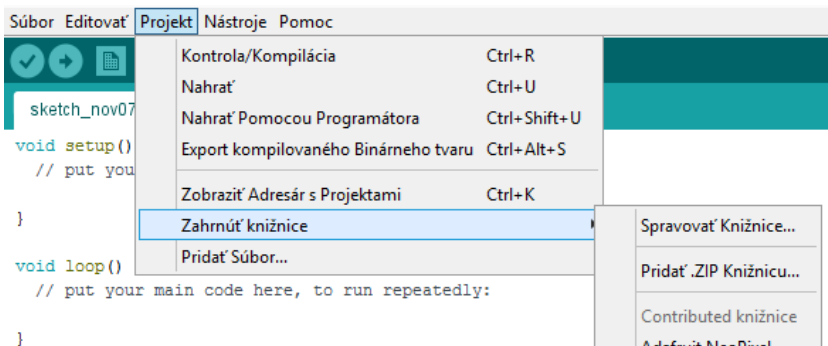 Súbor Editovať Projekt Nástroje Pomoc
Kontrola/Kompilácia Ctrl+R
Nahrať Ctrl+U
sketch_nov07
Nahrať Pomocou Programátora Ctrl+Shift+U
void setup()
Export kompilovaného Binárneho tvaru Ctrl+Alt+S
// put you
Zobraziť Adresár s Projektami Ctrl+K
}
Zahrnúť knižnice
Spravovať Knižnice...
Pridať Súbor...
void loop()
Pridať .ZIP Knižnicu...
// put your main code here, to run repeatedly:
Contributed knižnice
}
Adafruit NeoPixel